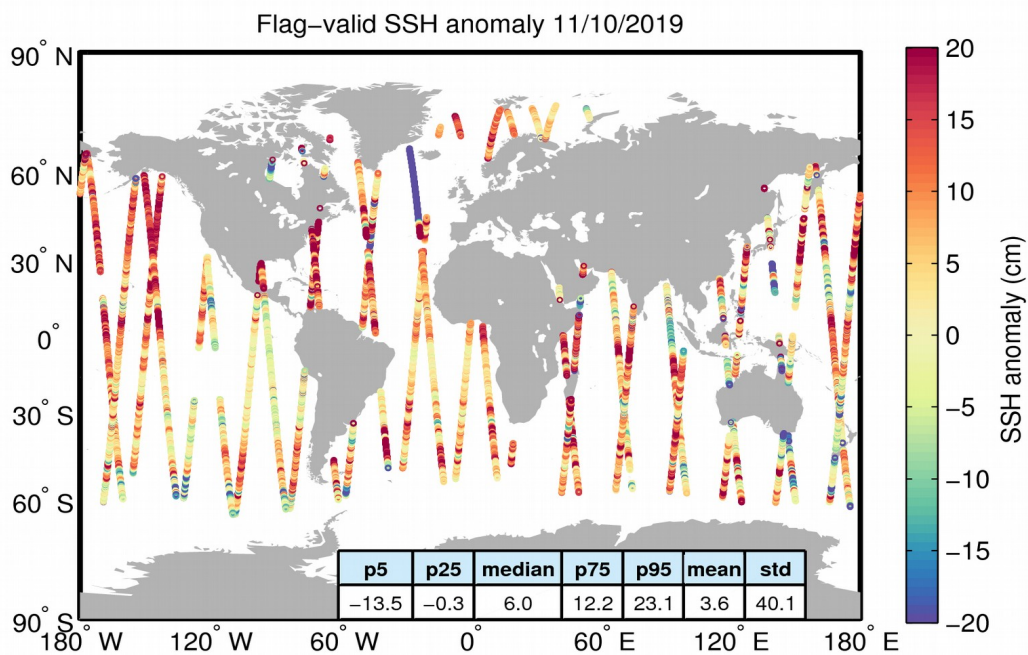 Flag−valid SSH anomaly 11/10/2019
90° N
60° N
30° N
0°
30° S
60° S
90° S
180° W
120° W
60° W
0°
60° E
120° E
180° E
p5 p25 median p75 p95 mean std
−13.5 −0.3 6.0 12.2 23.1 3.6 40.1
20
15
10
5
0
−5
−10
−15
−20
SSH anomaly (cm)